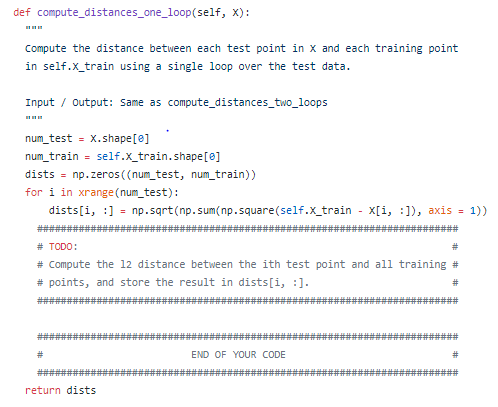 def compute_distances_one_loop(self, X):
"""
Compute the distance between each test point in X and each training point
in self.X_train using a single loop over the test data.
Input / Output: Same as compute_distances_two_loops
"""
num_test = X.shape[0]
num_train = self.X_train.shape[0]
dists = np.zeros((num_test, num_train))
for i in xrange(num_test):
dists[i, :] = np.sqrt(np.sum(np.square(self.X_train - X[i, :]), axis = 1))
#######################################################################
# TODO: #
# Compute the l2 distance between the ith test point and all training #
# points, and store the result in dists[i, :]. #
#######################################################################
#######################################################################
# END OF YOUR CODE #
#######################################################################
return dists